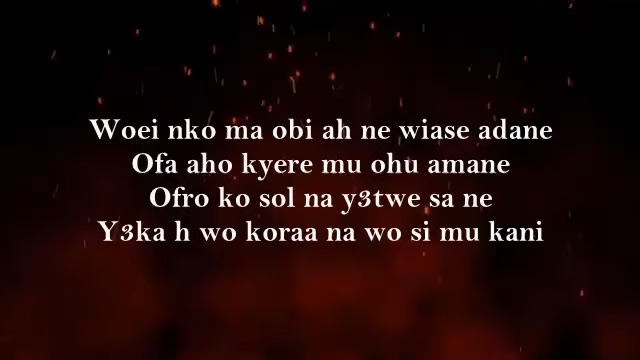 Woei nko ma obi ah ne wiase adane
Ofa aho kyere mu ohu amane
Ofro ko sol na y3twe sa ne
Y3ka h wo koraa na wo si mu kani